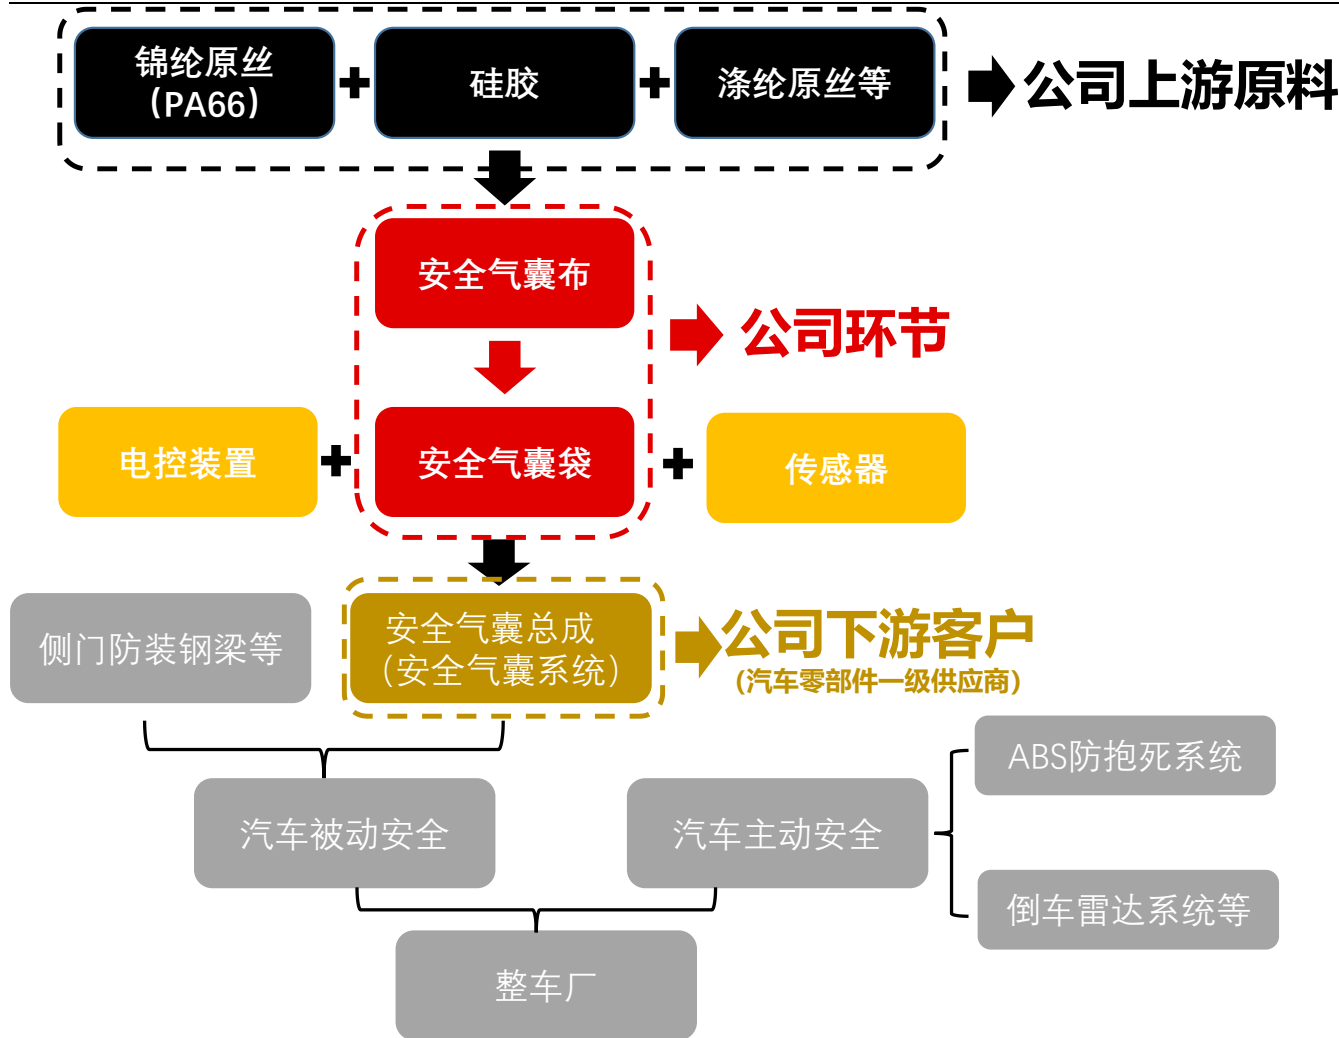 锦纶原丝
（PA66）
硅胶
涤纶原丝等
公司上游原料
安全气囊布
公司环节
电控装置
安全气囊袋
传感器
侧门防装钢梁等
安全气囊总成
（安全气囊系统）
公司下游客户
(汽车零部件一级供应商)
ABS防抱死系统
汽车被动安全
汽车主动安全
倒车雷达系统等
整车厂